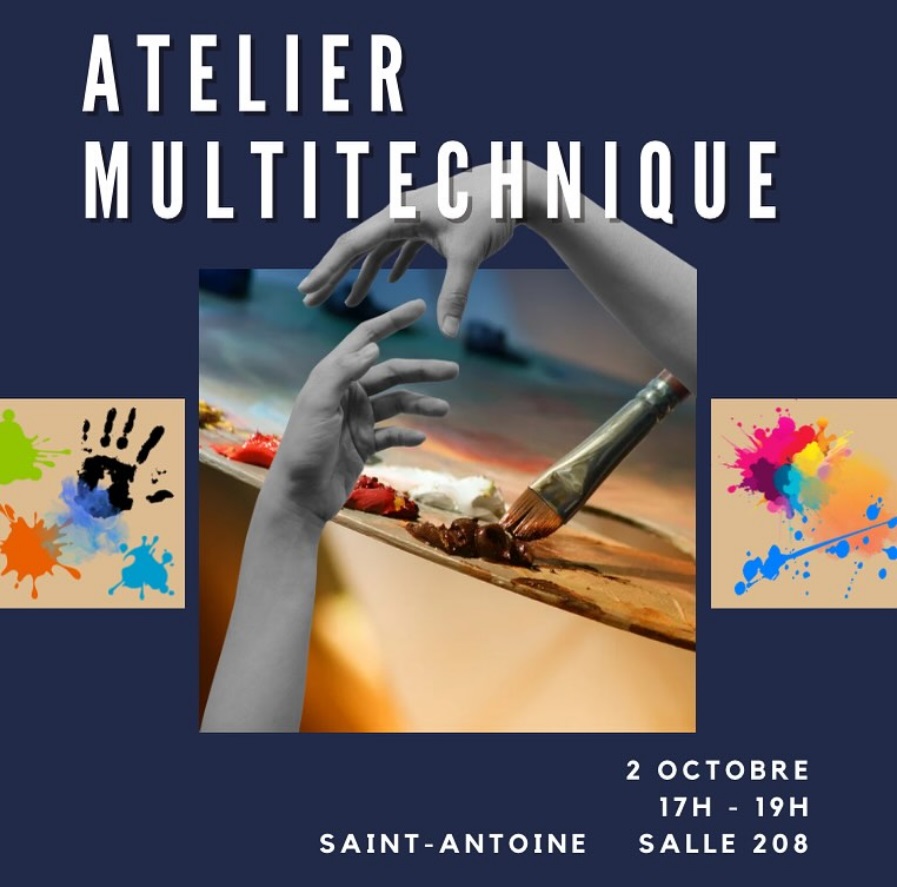 ATELIER
MULTITECHNIQUE
2 OCTOBRE
17H - 19H
SAINT-ANTOINE SALLE 208